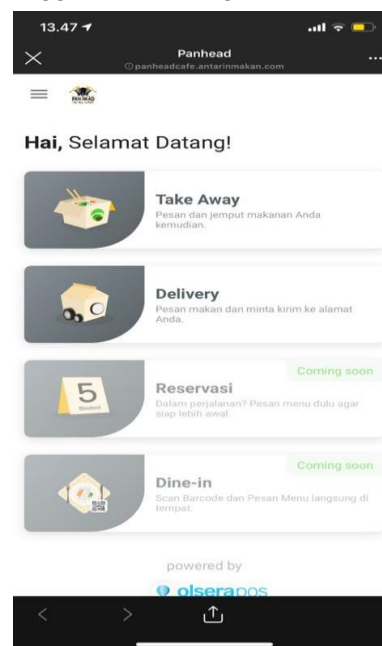 13.47
Panhead
panheadcafe.antarinmakan.com
PAN HEAD
Hai, Selamat Datang!
Take Away
Pesan dan jemput makanan Anda
kemudian.
Delivery
Pesan makan dan minta kirim ke alamat
Anda.
Coming soon
5
Reservasi
Dalam perjalanan? Pesan menu dulu agar
siap lebih awal.
Coming soon
Dine-in
Scan Barcode dan Pesan Menu langsung di
tempat.
powered by
olserapos